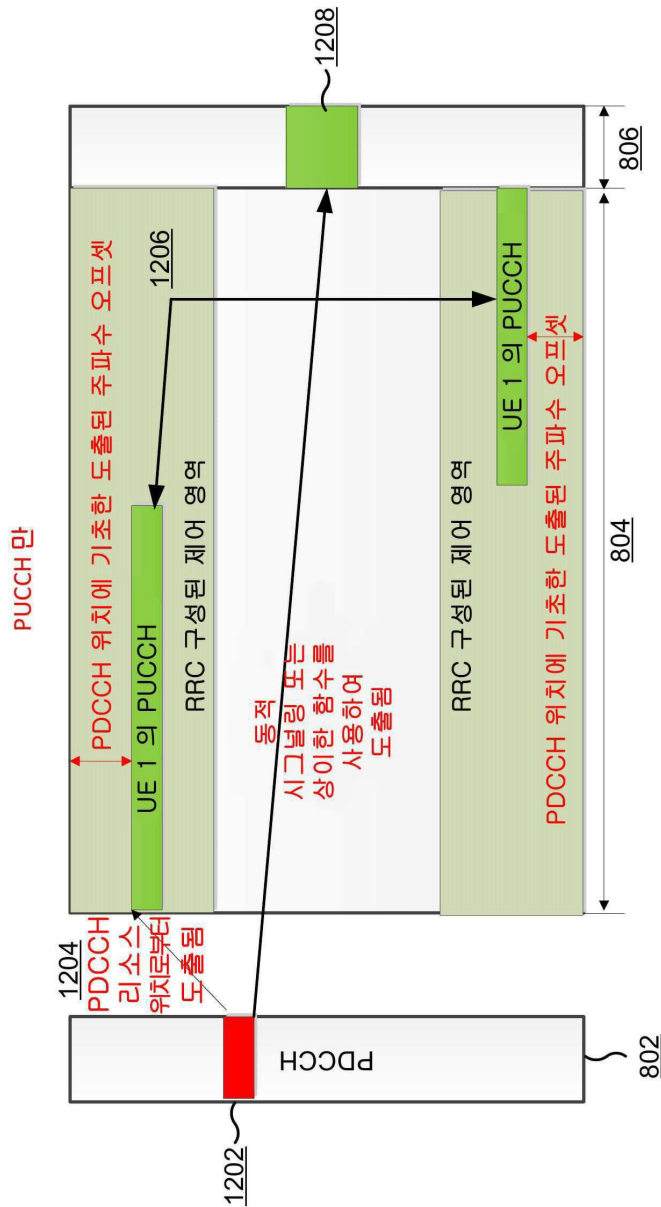 PUCCH 만
1204
PDCCH
리소스
위치로부터
도출됨
PDCCH 위치에 기초한 도출된 주파수 오프셋
UE 1 의 PUCCH
RRC 구성된 제어 영역
1206
동적
시그널링 또는
상이한 함수를
사용하여
도출됨
RRC 구성된 제어 영역
UE 1 의 PUCCH
PDCCH 위치에 기초한 도출된 주파수 오프셋
1208
PDCCH
1202
802
804
806